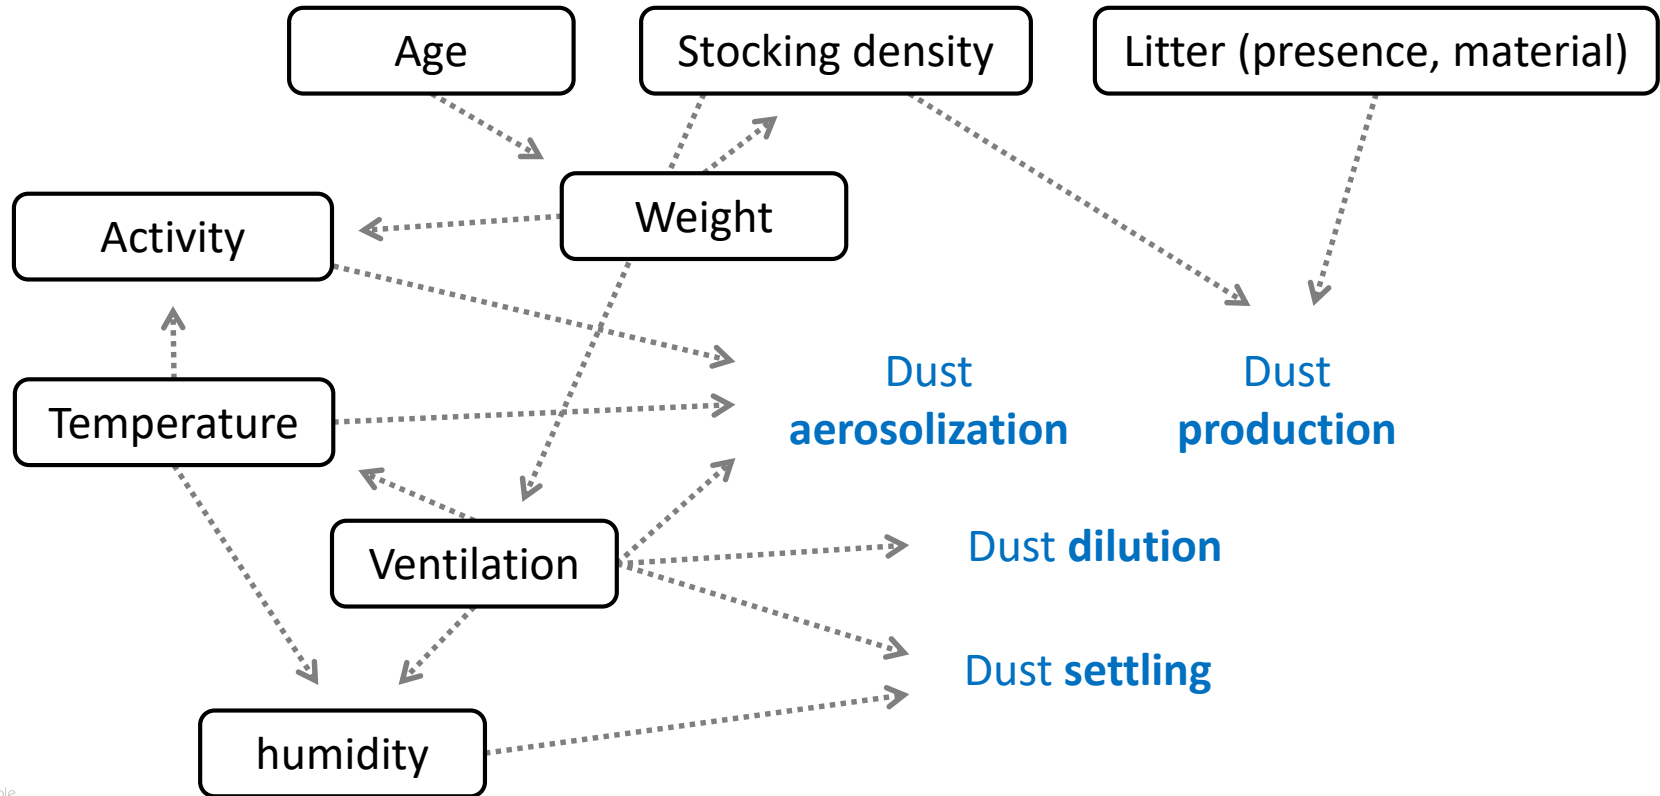 Age
Stocking density
Litter (presence, material)
Weight
Activity
Temperature
Dust
aerosolization
Dust
production
Ventilation
Dust dilution
Dust settling
humidity